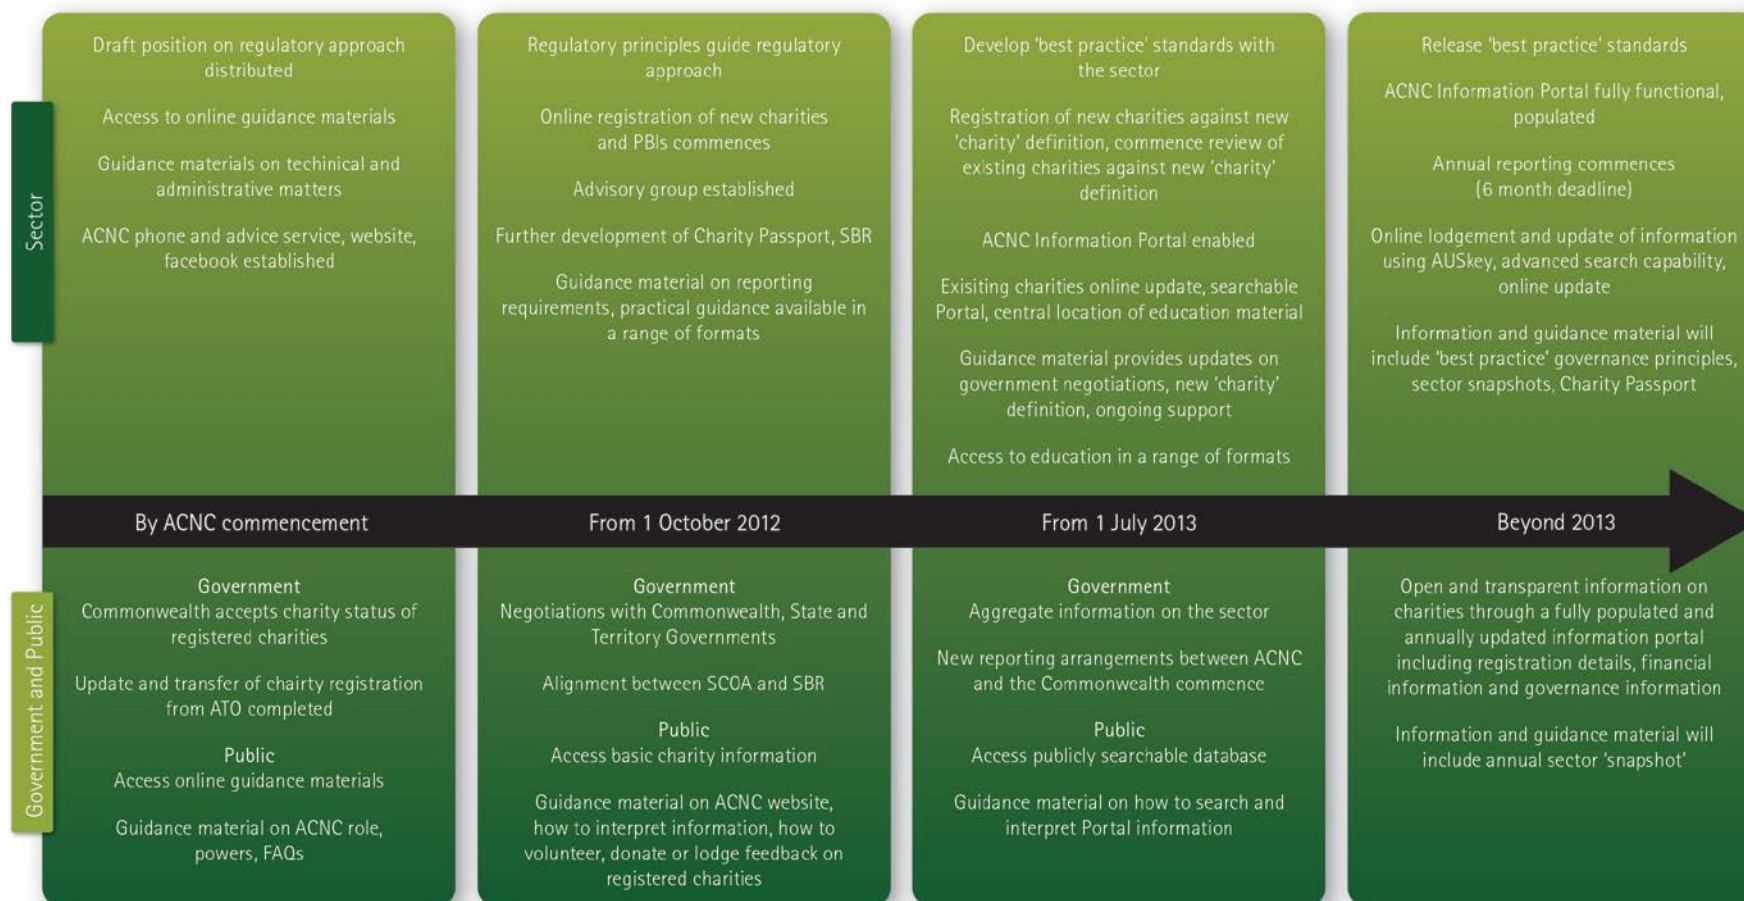 Sector
Draft position on regulatory approach
distributed
Access to online guidance materials
Guidance materials on techinical and
administrative matters
ACNC phone and advice service, website,
facebook established
Regulatory principles guide regulatory
approach
Online registration of new charities
and PBIs commences
Advisory group established
Further development of Charity Passport, SBR
Guidance material on reporting
requirements, practical guidance available in
a range of formats
Develop 'best practice' standards with
the sector
Registration of new charities against new
'charity' definition, commence review of
existing charities against new 'charity'
definition
ACNC Information Portal enabled
Exisiting charities online update, searchable
Portal, central location of education material
Guidance material provides updates on
government negotiations, new 'charity'
definition, ongoing support
Access to education in a range of formats
Release 'best practice' standards
ACNC Information Portal fully functional,
populated
Annual reporting commences
(6 month deadline)
Online lodgement and update of information
using AUSkey, advanced search capability,
online update
Information and guidance material will
include 'best practice' governance principles,
sector snapshots, Charity Passport
By ACNC commencement
From 1 October 2012
From 1 July 2013
Beyond 2013
Government and Public
Government
Commonwealth accepts charity status of
registered charities
Update and transfer of chairty registration
from ATO completed
Public
Access online guidance materials
Guidance material on ACNC role,
powers, FAQs
Government
Negotiations with Commonwealth, State and
Territory Governments
Alignment between SCOA and SBR
Public
Access basic charity information
Guidance material on ACNC website,
how to interpret information, how to
volunteer, donate or lodge feedback on
registered charities
Government
Aggregate information on the sector
New reporting arrangements between ACNC
and the Commonwealth commence
Public
Access publicly searchable database
Guidance material on how to search and
interpret Portal information
Open and transparent information on
charities through a fully populated and
annually updated information portal
including registration details, financial
information and governance information
Information and guidance material will
include annual sector 'snapshot'